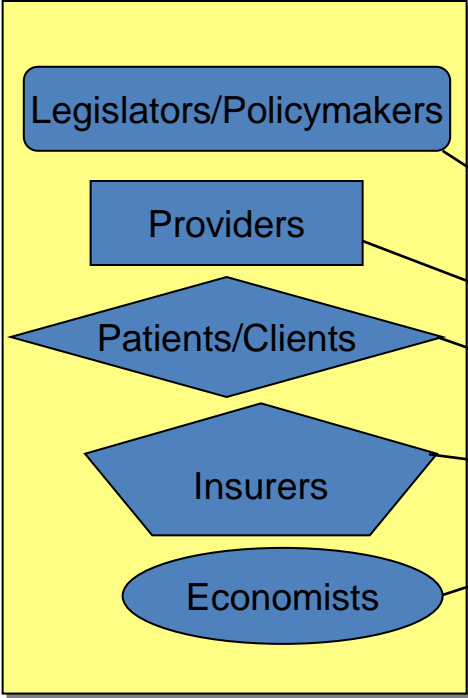 Legislators/Policymakers
Providers
Patients/Clients
Insurers
Economists